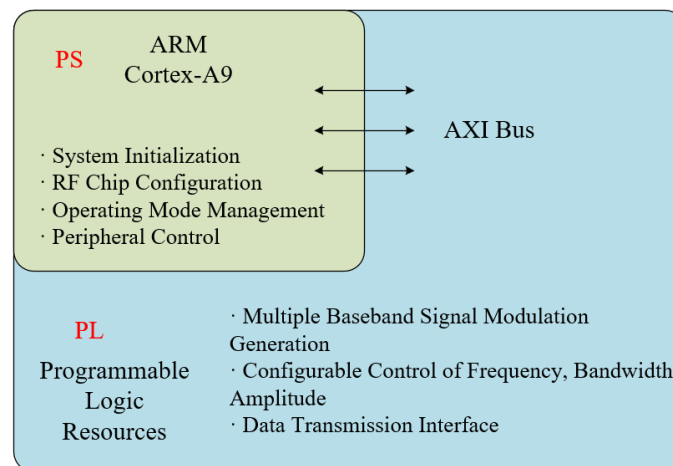 PS
ARM
Cortex-A9
AXI Bus
· System Initialization
· RF Chip Configuration
· Operating Mode Management
· Peripheral Control
PL
Programmable
Logic
Resources
· Multiple Baseband Signal Modulation
Generation
· Configurable Control of Frequency, Bandwidth
Amplitude
· Data Transmission Interface